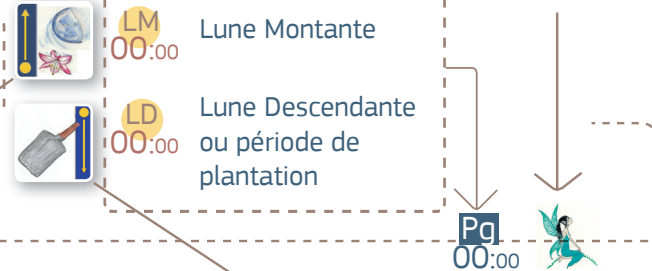 LM
00:00
Lune Montante
LD
00:00
Lune Descendante
ou période de
plantation
Pg
00:00